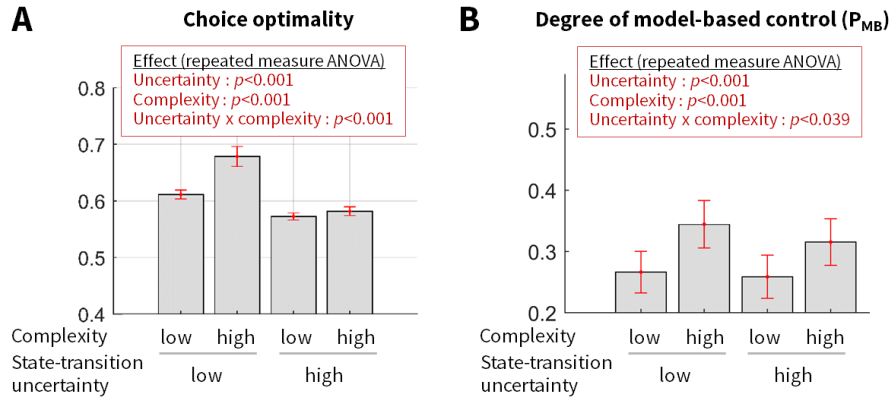 A
Choice optimality
Effect (repeated measure ANOVA)
Uncertainty : p<0.001
Complexity : p<0.001
Uncertainty x complexity : p<0.001
0.8
0.7
0.6
0.5
0.4
Complexity
low high low high
State-transition
uncertainty
low high
B
Degree of model-based control (PMB)
Effect (repeated measure ANOVA)
Uncertainty : p<0.001
Complexity : p<0.001
Uncertainty x complexity : p<0.039
0.5
0.4
0.3
0.2
Complexity
low high low high
State-transition
uncertainty
low high